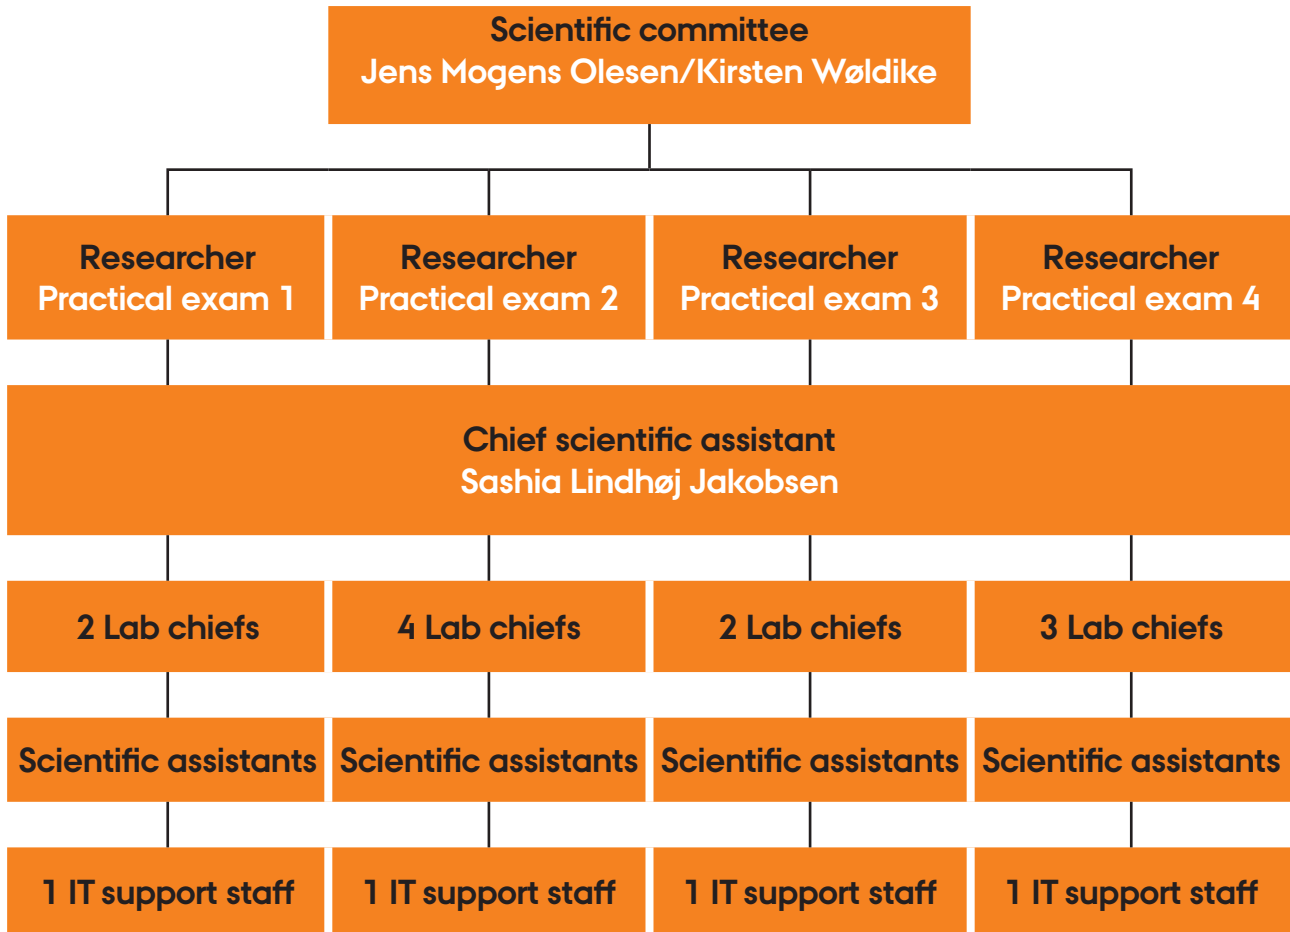 Scientific committee
Jens Mogens Olesen/Kirsten Wøldike
Researcher
Practical exam 1
Researcher
Practical exam 2
Researcher
Practical exam 3
Researcher
Practical exam 4
Chief scientific assistant
Sashia Lindhøj Jakobsen
2 Lab chiefs
4 Lab chiefs
2 Lab chiefs
3 Lab chiefs
Scientific assistants
Scientific assistants
Scientific assistants
Scientific assistants
1 IT support staff
1 IT support staff
1 IT support staff
1 IT support staff